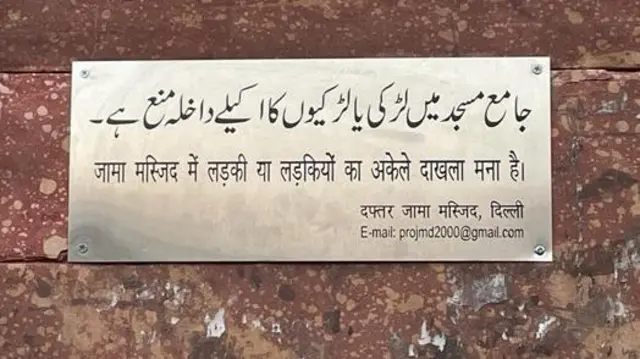 جامع مسجد میں لڑکی یا لڑکیوں کا اکیلے داخلہ منع ہے۔
जामा मस्जिद में लड़की या लड़कियों का अकेले दाखला मना है।
दफ्तर जामा मस्जिद, दिल्ली
E-mail: projmd2000@gmail.com